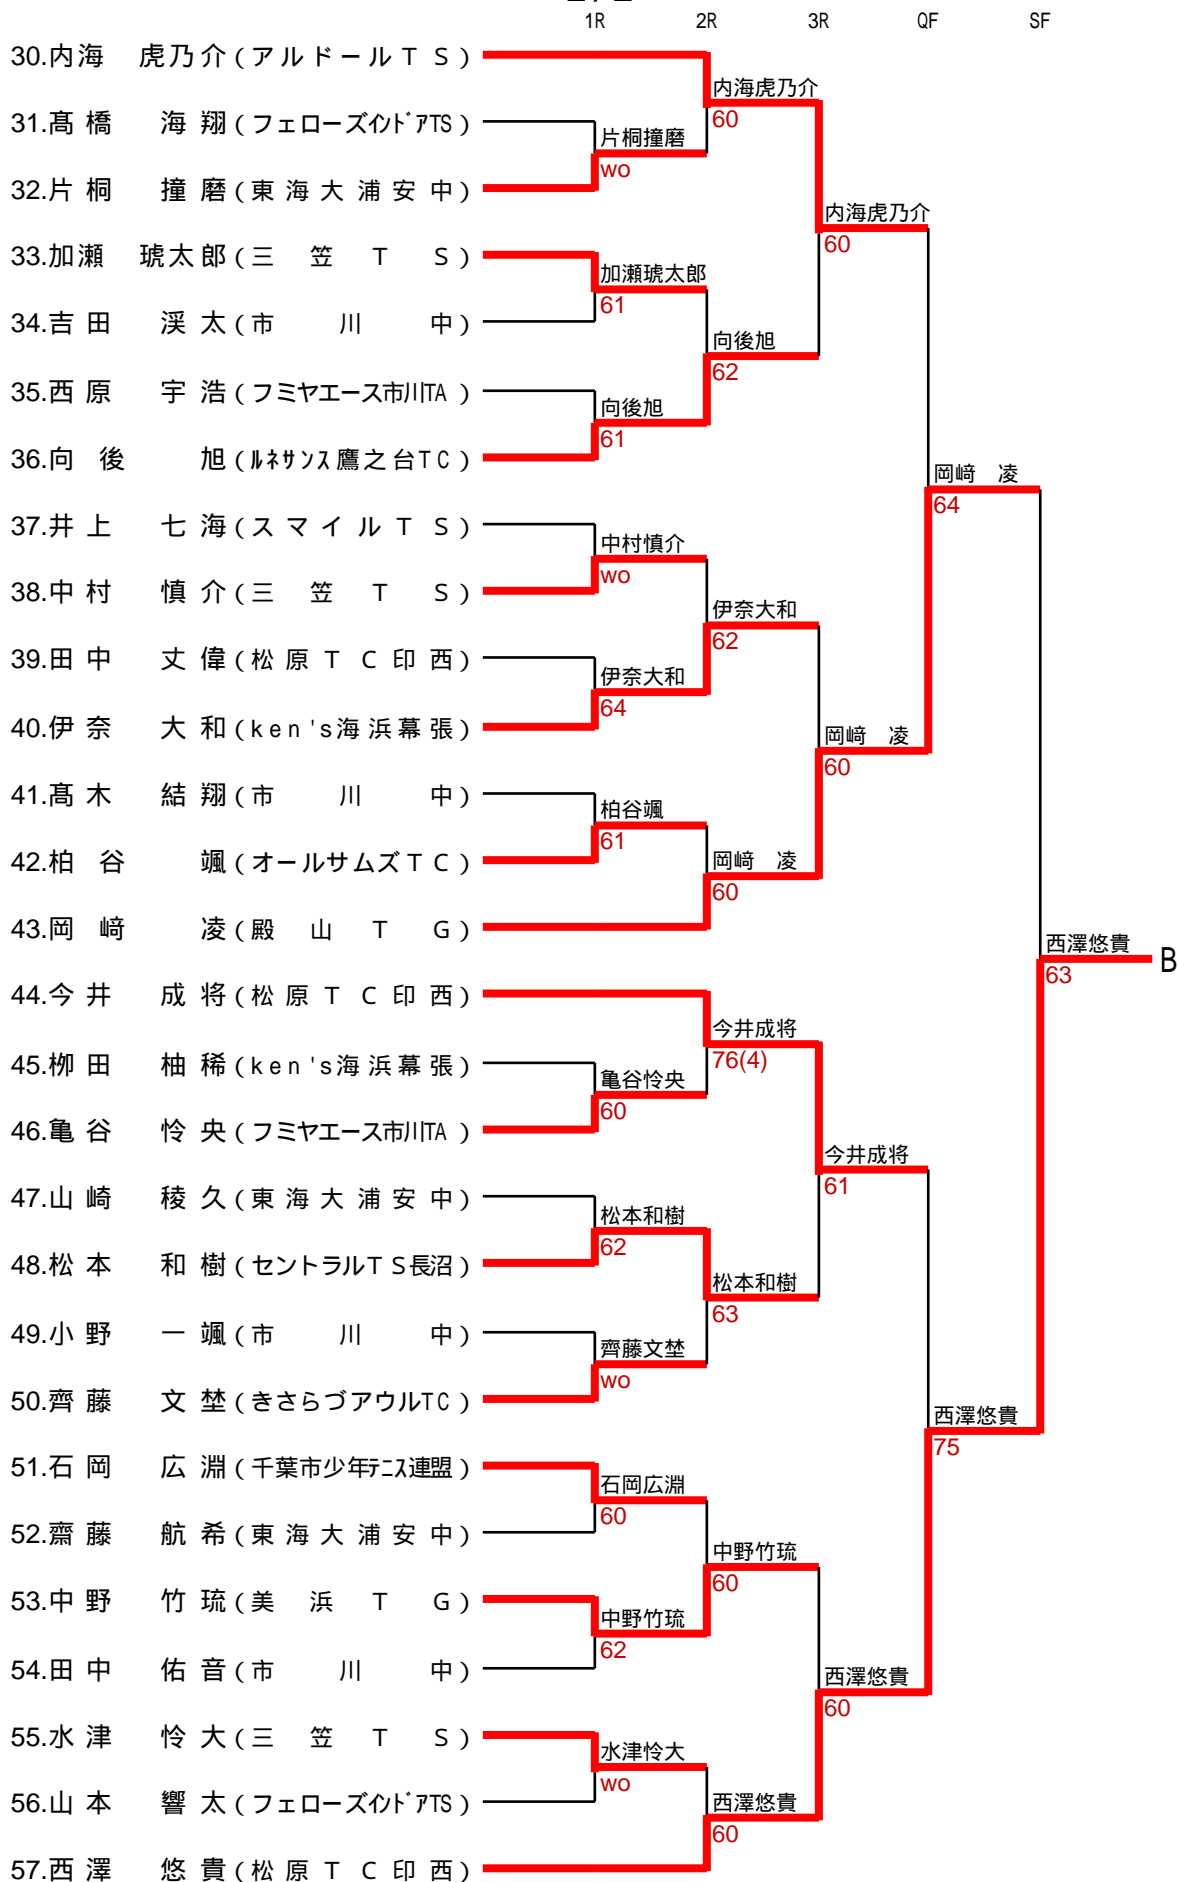 1R 2R 3R QF SF
30.内海 虎乃介(アルドールTS)
内海虎乃介
60
31.髙橋 海翔(フェローズインドアTS)
片桐撞磨
wo
32.片桐 撞磨(東海大浦安中)
内海虎乃介
60
33.加瀬 琥太郎(三笠TS)
加瀬琥太郎
61
34.吉田 渓太(市川中)
向後旭
62
35.西原 宇浩(フミヤエース市川TA)
向後旭
61
36.向後 旭(ルネサンス鷹之台TC)
岡﨑 凌
64
37.井上 七海(スマイルTS)
中村慎介
wo
38.中村 慎介(三笠TS)
伊奈大和
62
39.田中 丈偉(松原TC印西)
伊奈大和
64
40.伊奈 大和(ken's海浜幕張)
岡﨑 凌
60
41.髙木 結翔(市川中)
柏谷颯
61
42.柏谷 颯(オールサムズTC)
岡﨑 凌
60
43.岡﨑 凌(殿山TG)
西澤悠貴
63
B
44.今井 成将(松原TC印西)
今井成将
76(4)
45.栁田 柚稀(ken's海浜幕張)
亀谷怜央
60
46.亀谷 怜央(フミヤエース市川TA)
今井成将
61
47.山崎 稜久(東海大浦安中)
松本和樹
62
48.松本 和樹(セントラルTS長沼)
松本和樹
63
49.小野 一颯(市川中)
齊藤文埜
wo
50.齊藤 文埜(きさらづアウルTC)
西澤悠貴
75
51.石岡 広淵(千葉市少年テニス連盟)
石岡広淵
60
52.齋藤 航希(東海大浦安中)
中野竹琉
60
53.中野 竹琉(美浜TG)
中野竹琉
62
54.田中 佑音(市川中)
西澤悠貴
60
55.水津 怜大(三笠TS)
水津怜大
wo
56.山本 響太(フェローズインドアTS)
西澤悠貴
60
57.西澤 悠貴(松原TC印西)